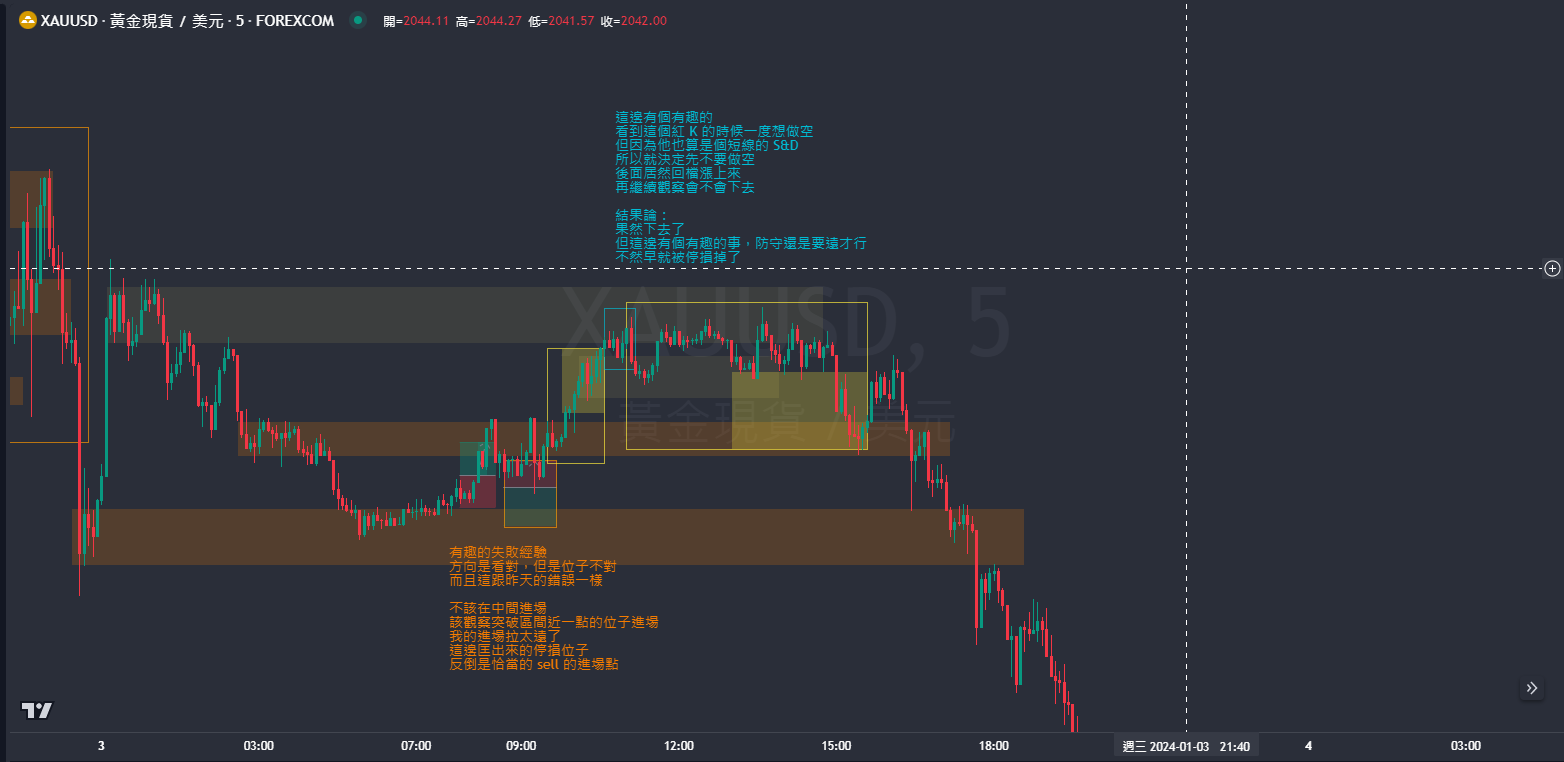 XAUUSD · 黃金現貨 / 美元 · 5 · FOREXCOM 開=2044.11 高=2044.27 低=2041.57 收=2042.00
這邊有個有趣的
看到這個紅 K 的時候一度想做空
但因為他也算是個短線的 S&D
所以就決定先不要做空
後面居然回檔漲上來
再繼續觀察會不會下去
結果論：
果然下去了
但這邊有個有趣的事，防守還是要遠才行
不然早就被停損掉了
XAUUSD, 5
黃金現貨 / 美元
有趣的失敗經驗
方向是看對，但是位子不對
而且這跟昨天的錯誤一樣
不該在中間進場
該觀察突破區間近一點的位子進場
我的進場拉太遠了
這邊匡出來的停損位子
反倒是恰當的 sell 的進場點
3 03:00 07:00 09:00 12:00 15:00 18:00 週三 2024-01-03 21:40 4 03:00